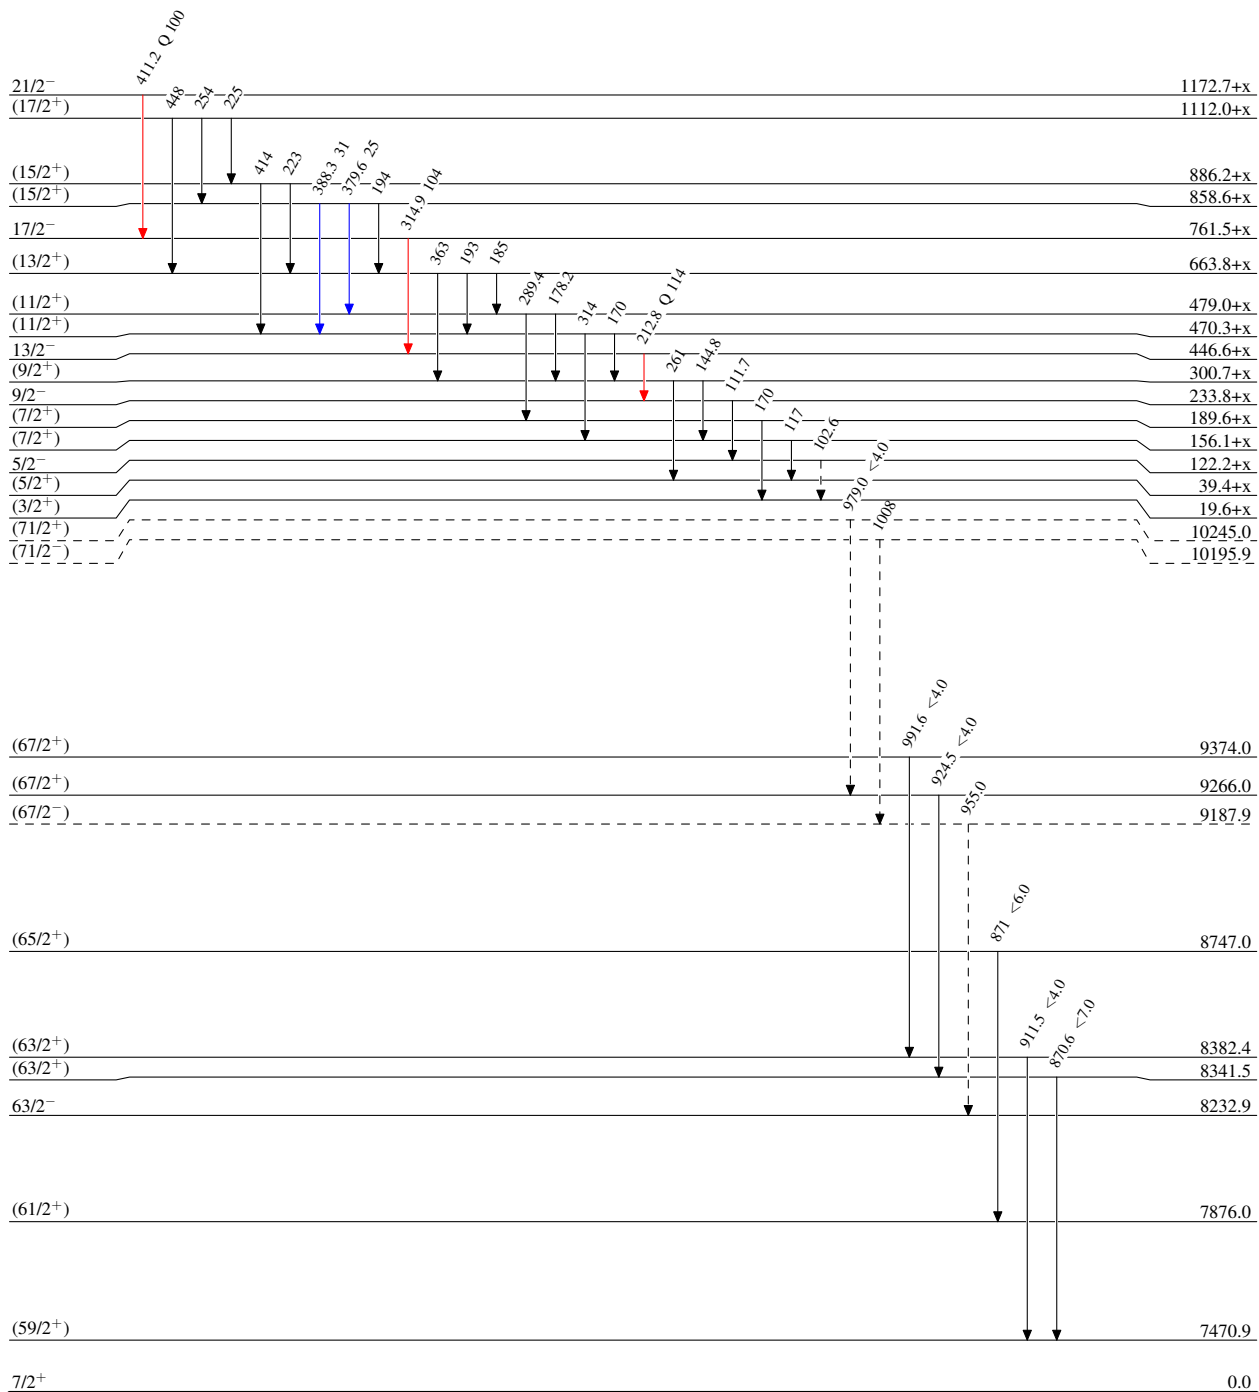 411.2 Q 100
21/2⁻ 1172.7+x
448 254 225
(17/2⁺) 1112.0+x
414 223 388.3 31 379.6 25 194
(15/2⁺) 886.2+x
(15/2⁺) 858.6+x
314.9 104
17/2⁻ 761.5+x
363 193 185
(13/2⁺) 663.8+x
289.4 178.2
(11/2⁺) 479.0+x
314 170
(11/2⁺) 470.3+x
212.8 Q 114
13/2⁻ 446.6+x
261 144.8
(9/2⁺) 300.7+x
111.7
9/2⁻ 233.8+x
170
(7/2⁺) 189.6+x
117
(7/2⁺) 156.1+x
102.6
5/2⁻ 122.2+x
(5/2⁺) 39.4+x
(3/2⁺) 19.6+x
979.0 <4.0
(71/2⁺) 10245.0
1008
(71/2⁻) 10195.9
991.6 <4.0
(67/2⁺) 9374.0
924.5 <4.0
(67/2⁺) 9266.0
955.0
(67/2⁻) 9187.9
871 <6.0
(65/2⁺) 8747.0
911.5 <4.0
(63/2⁺) 8382.4
870.6 <7.0
(63/2⁺) 8341.5
63/2⁻ 8232.9
(61/2⁺) 7876.0
(59/2⁺) 7470.9
7/2⁺ 0.0